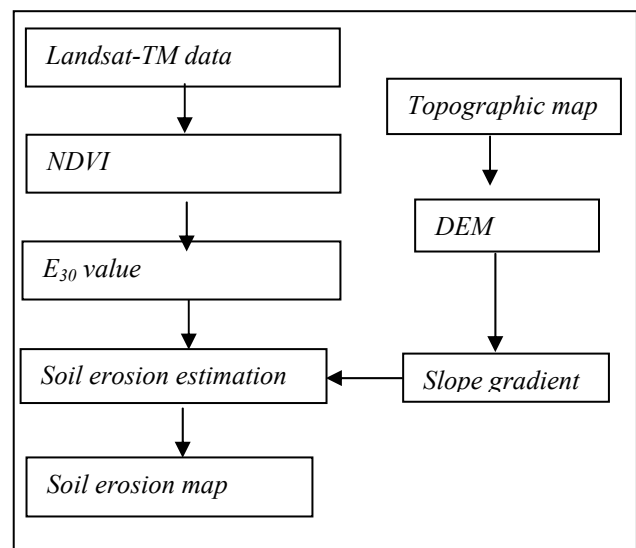 Landsat-TM data
Topographic map
NDVI
DEM
E₃₀ value
Soil erosion estimation
Slope gradient
Soil erosion map